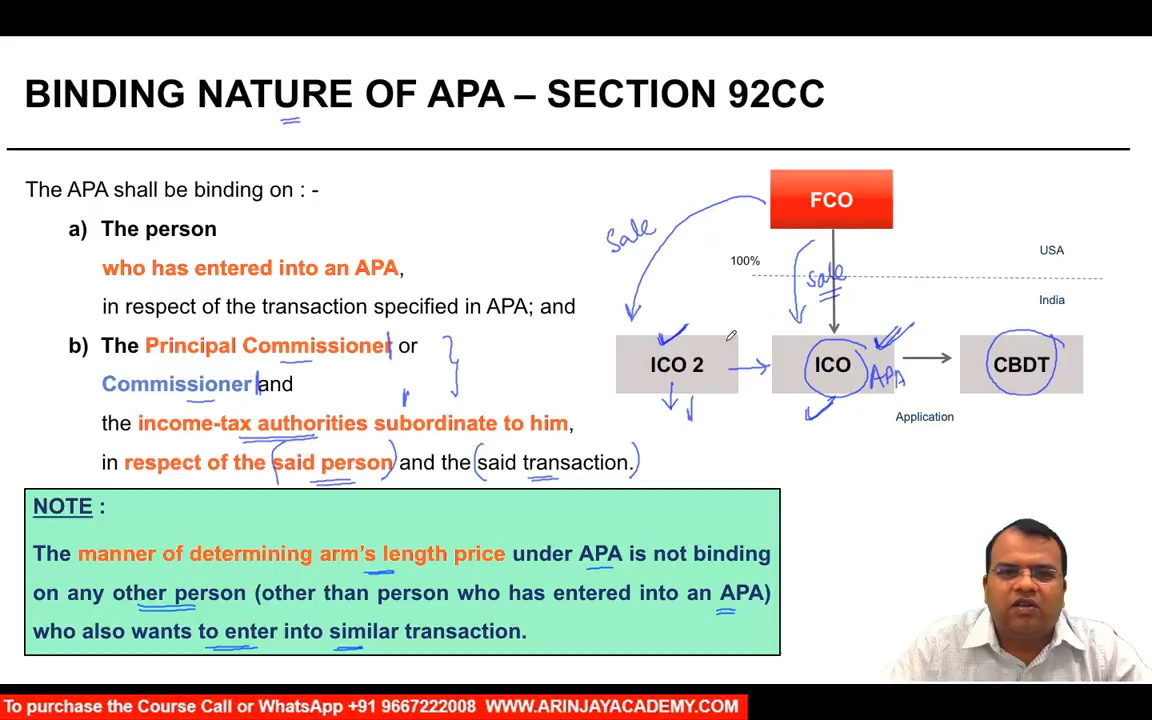 BINDING NATURE OF APA – SECTION 92CC
The APA shall be binding on : -
a) The person
who has entered into an APA,
in respect of the transaction specified in APA; and
b) The Principal Commissioner or
Commissioner and
the income-tax authorities subordinate to him,
in respect of the said person and the said transaction.
FCO
Sale
100%
USA
sale
India
ICO 2
ICO
APA
CBDT
Application
NOTE :
The manner of determining arm's length price under APA is not binding
on any other person (other than person who has entered into an APA)
who also wants to enter into similar transaction.
To purchase the Course Call or WhatsApp +91 9667222008 WWW.ARINJAYACADEMY.COM